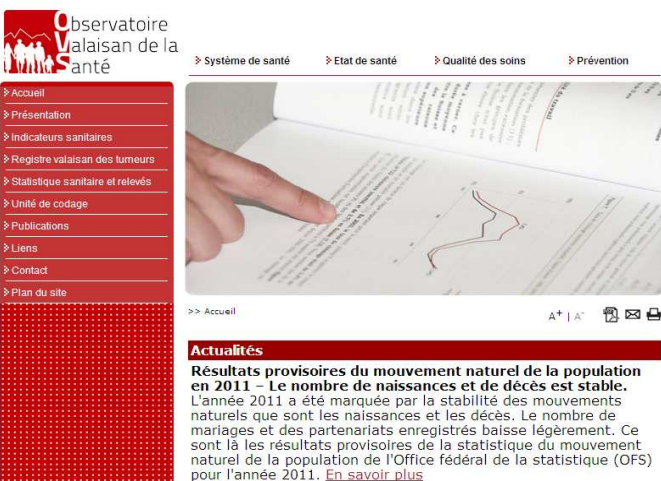 Observatoire
Valaisan de la
Santé
Système de santé
Etat de santé
Qualité des soins
Prévention
Accueil
Présentation
Indicateurs sanitaires
Registre valaisan des tumeurs
Statistique sanitaire et relevés
Unité de codage
Publications
Liens
Contact
Plan du site
>> Accueil
A+ | A-
Actualités
Résultats provisoires du mouvement naturel de la population
en 2011 – Le nombre de naissances et de décès est stable.
L'année 2011 a été marquée par la stabilité des mouvements
naturels que sont les naissances et les décès. Le nombre de
mariages et des partenariats enregistrés baisse légèrement. Ce
sont là les résultats provisoires de la statistique du mouvement
naturel de la population de l'Office fédéral de la statistique (OFS)
pour l'année 2011. En savoir plus